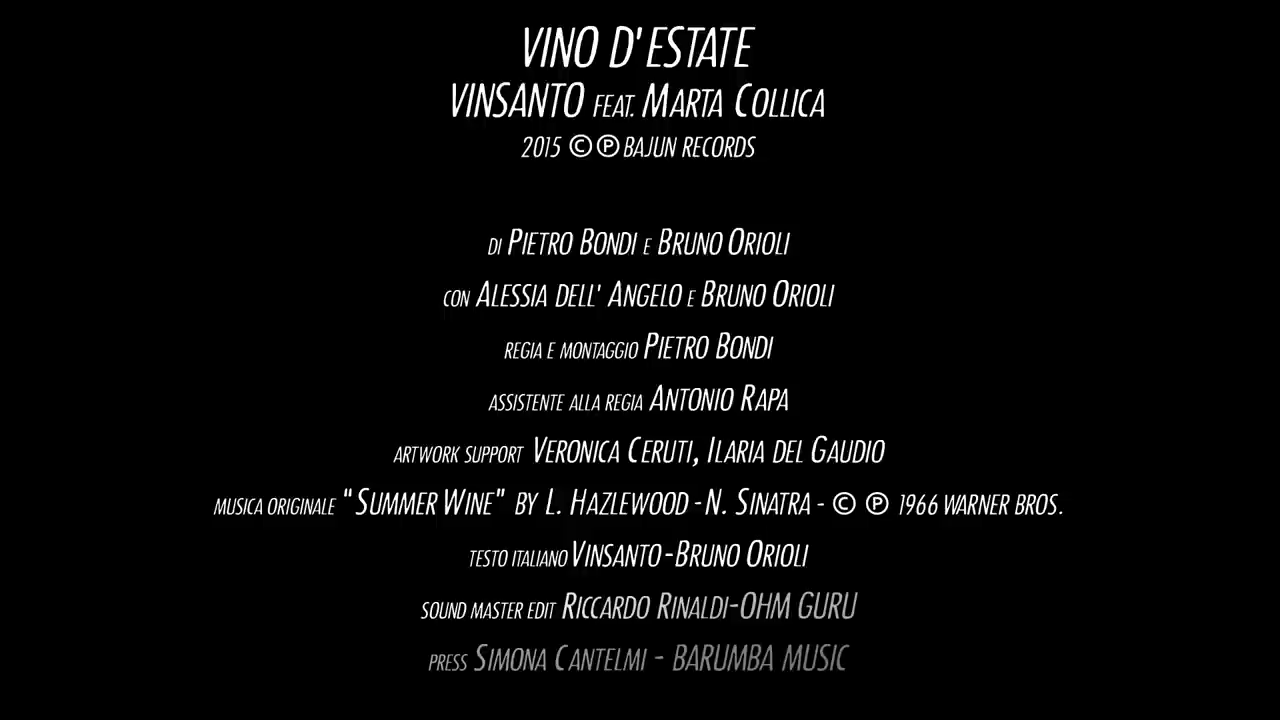 VINO D'ESTATE
VINSANTO FEAT. MARTA COLLICA
2015 © ℗ BAJUN RECORDS
DI PIETRO BONDI E BRUNO ORIOLI
CON ALESSIA DELL' ANGELO E BRUNO ORIOLI
REGIA E MONTAGGIO PIETRO BONDI
ASSISTENTE ALLA REGIA ANTONIO RAPA
ARTWORK SUPPORT VERONICA CERUTI, ILARIA DEL GAUDIO
MUSICA ORIGINALE "SUMMER WINE" BY L. HAZLEWOOD - N. SINATRA - © ℗ 1966 WARNER BROS.
TESTO ITALIANO VINSANTO - BRUNO ORIOLI
SOUND MASTER EDIT RICCARDO RINALDI-OHM GURU
PRESS SIMONA CANTELMI - BARUMBA MUSIC